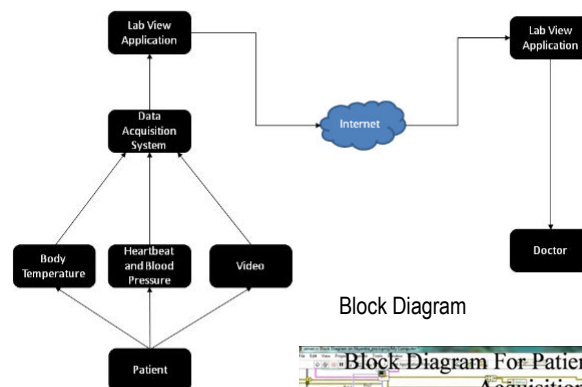 Lab View
Application
Lab View
Application
Data
Acquisition
System
Internet
Body
Temperature
Heartbeat
and Blood
Pressure
Video
Doctor
Block Diagram
Patient
Block Diagram For Patie
Acquisition